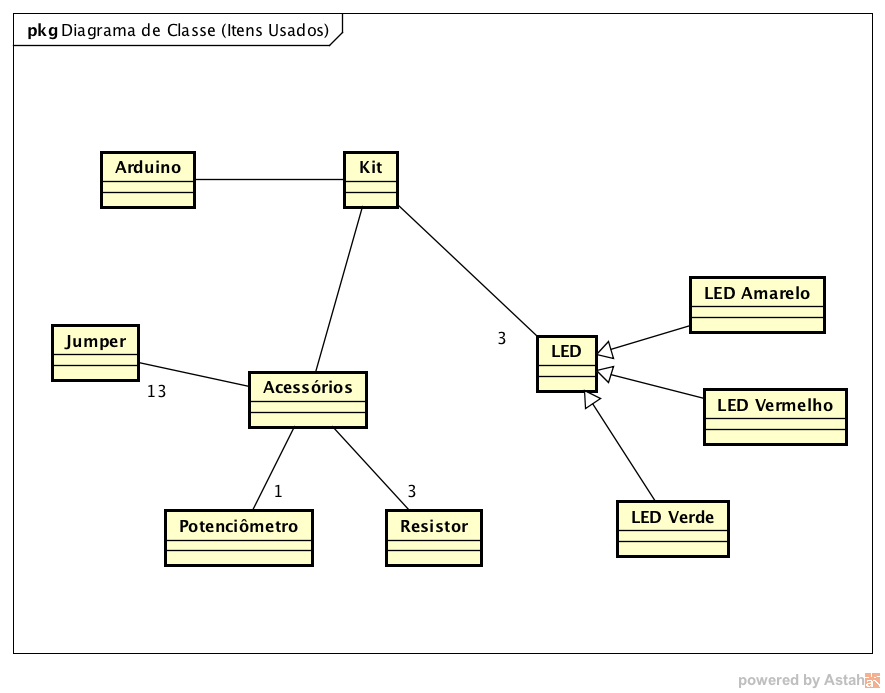 pkg Diagrama de Classe (Itens Usados)
Arduino
Kit
LED Amarelo
Jumper
3
LED
13
Acessórios
LED Vermelho
1
3
Potenciômetro
Resistor
LED Verde
powered by Astah